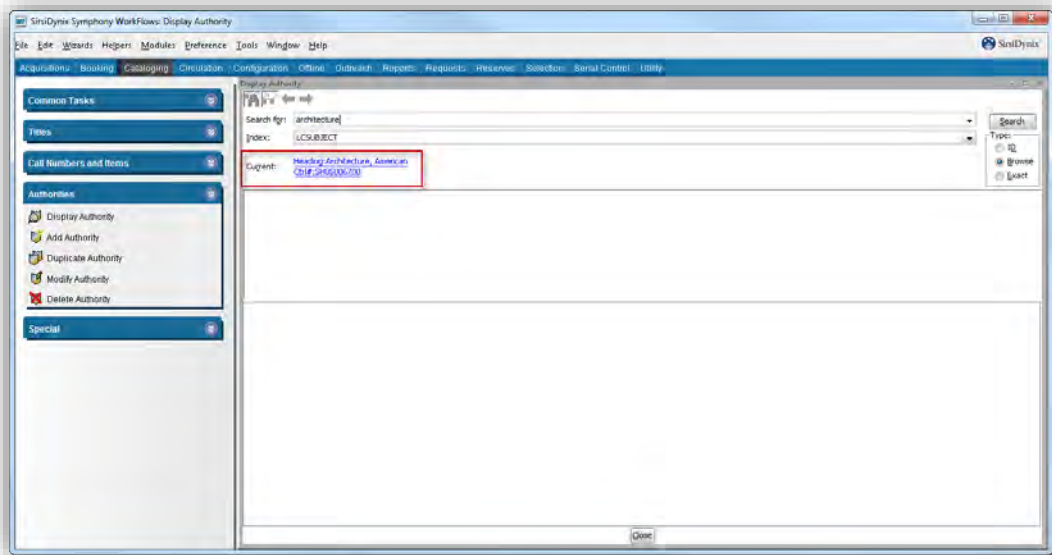 SirsiDynix Symphony WorkFlows: Display Authority
File Edit Wizards Helpers Modules Preference Tools Window Help
SirsiDynix
Acquisitions Booking Cataloging Circulation Configuration Offline Outreach Reports Requests Reserves Selection Serial Control Utility
Common Tasks
Titles
Call Numbers and Items
Authorities
Display Authority
Add Authority
Duplicate Authority
Modify Authority
Delete Authority
Special
Display Authority
Search for: architecture
Search
Index: LCSUBJECT
Type:
ID
Browse
Exact
Current: Heading:Architecture, American
Ctrl#:
Close